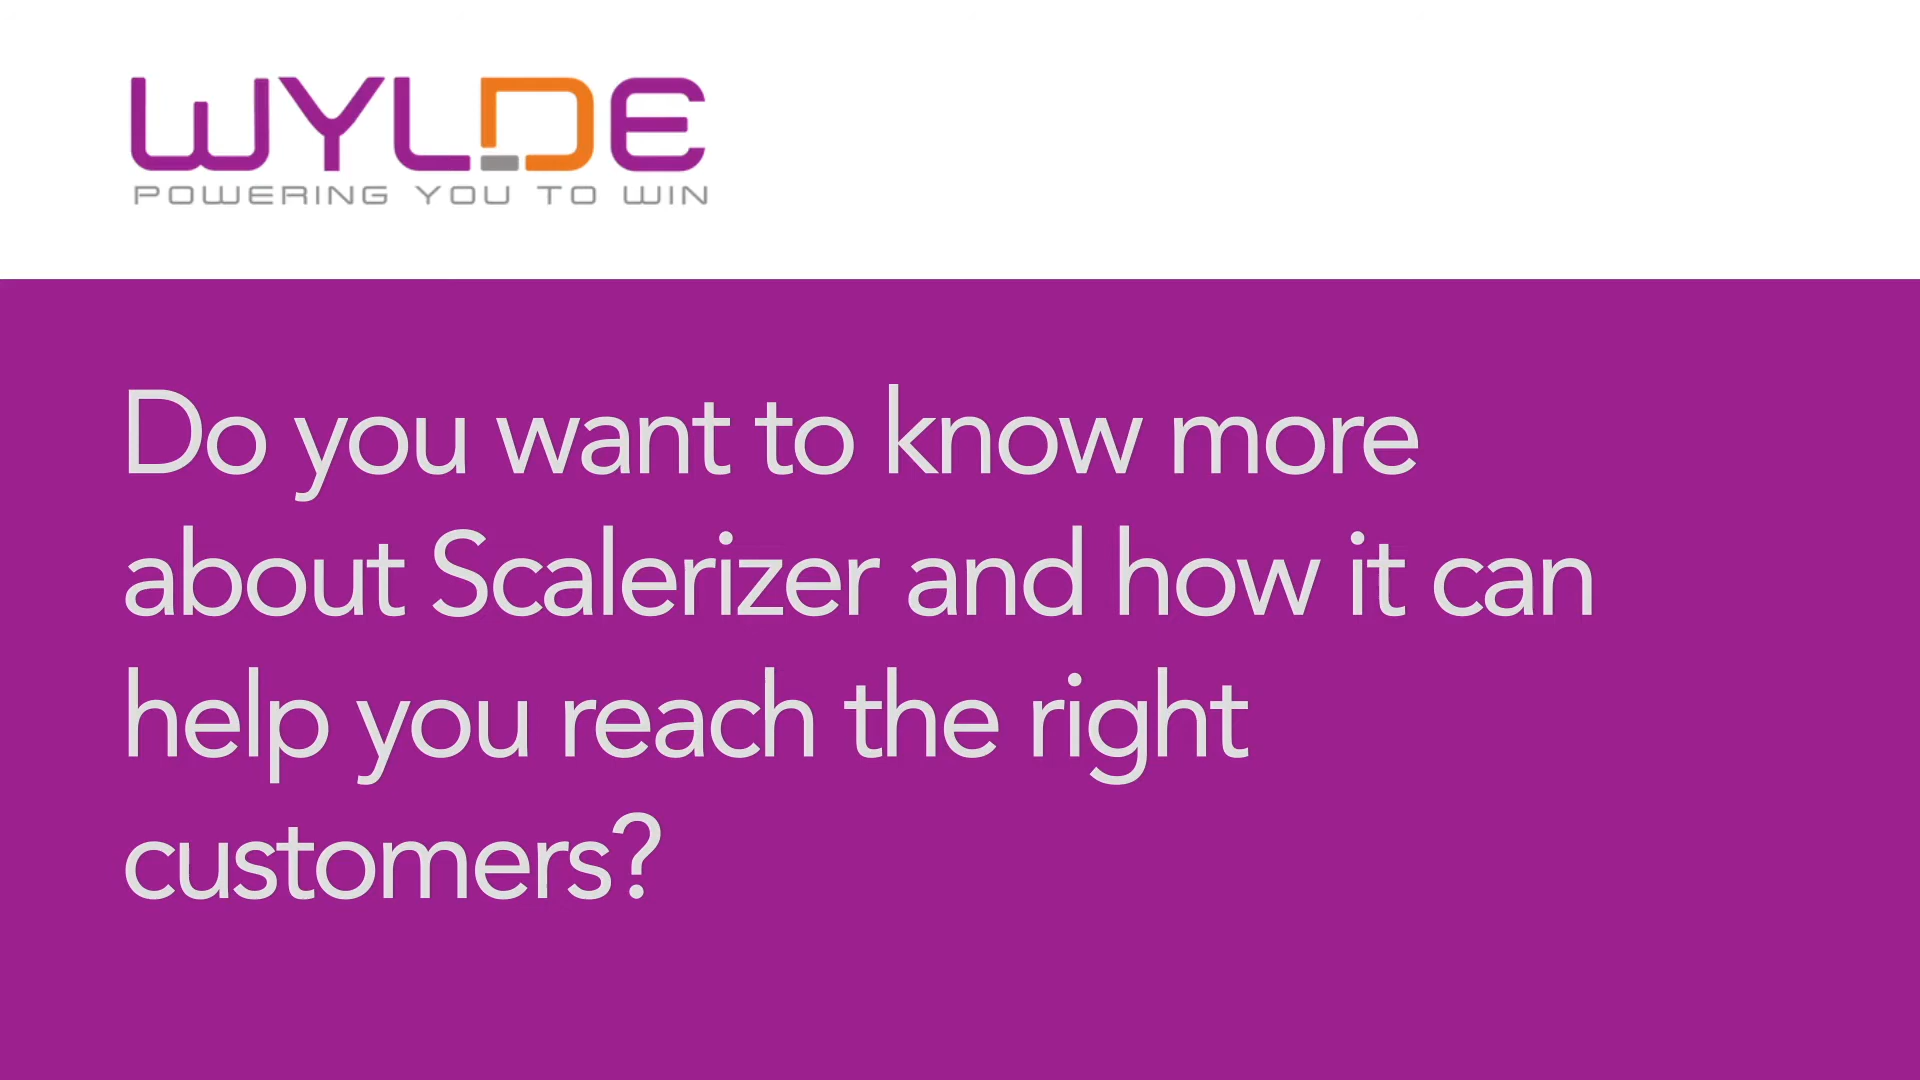 WYLDE
POWERING YOU TO WIN
Do you want to know more
about Scalerizer and how it can
help you reach the right
customers?